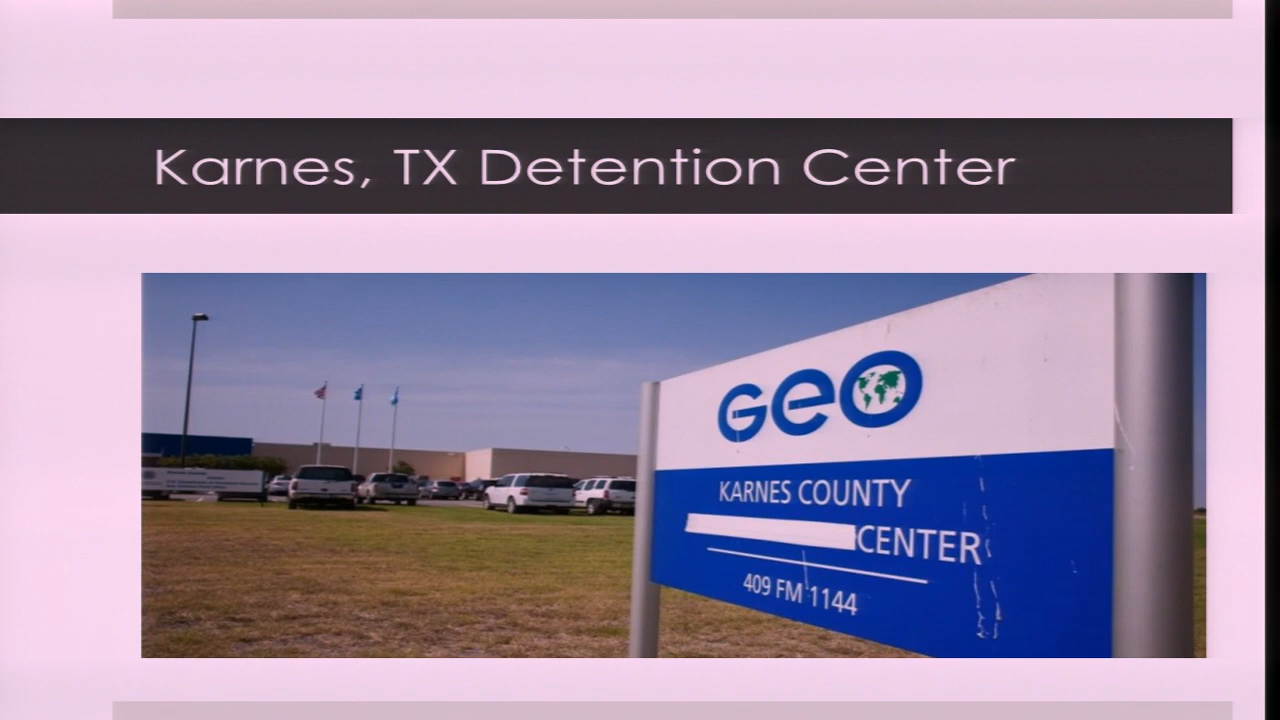 Karnes, TX Detention Center
GEO
KARNES COUNTY
CENTER
409 FM 1144